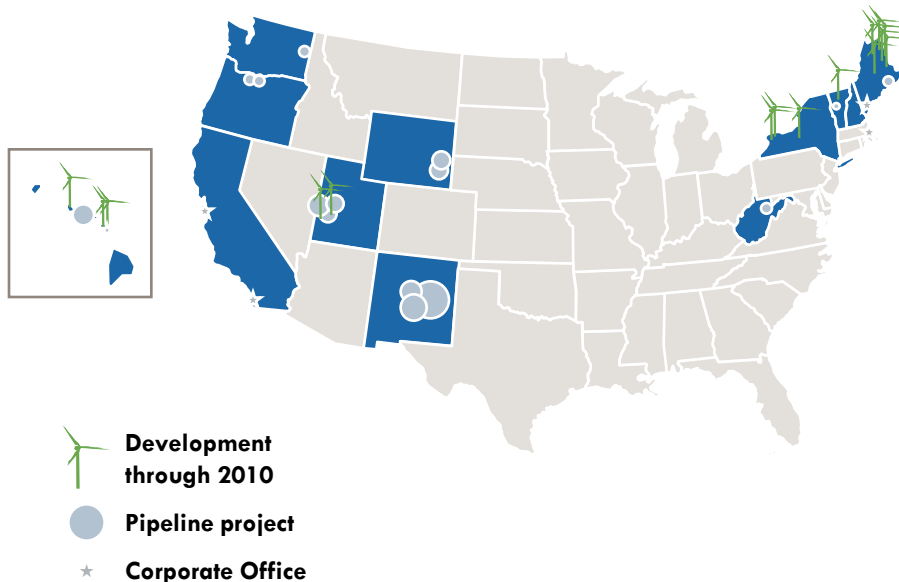 Development
through 2010
Pipeline project
Corporate Office